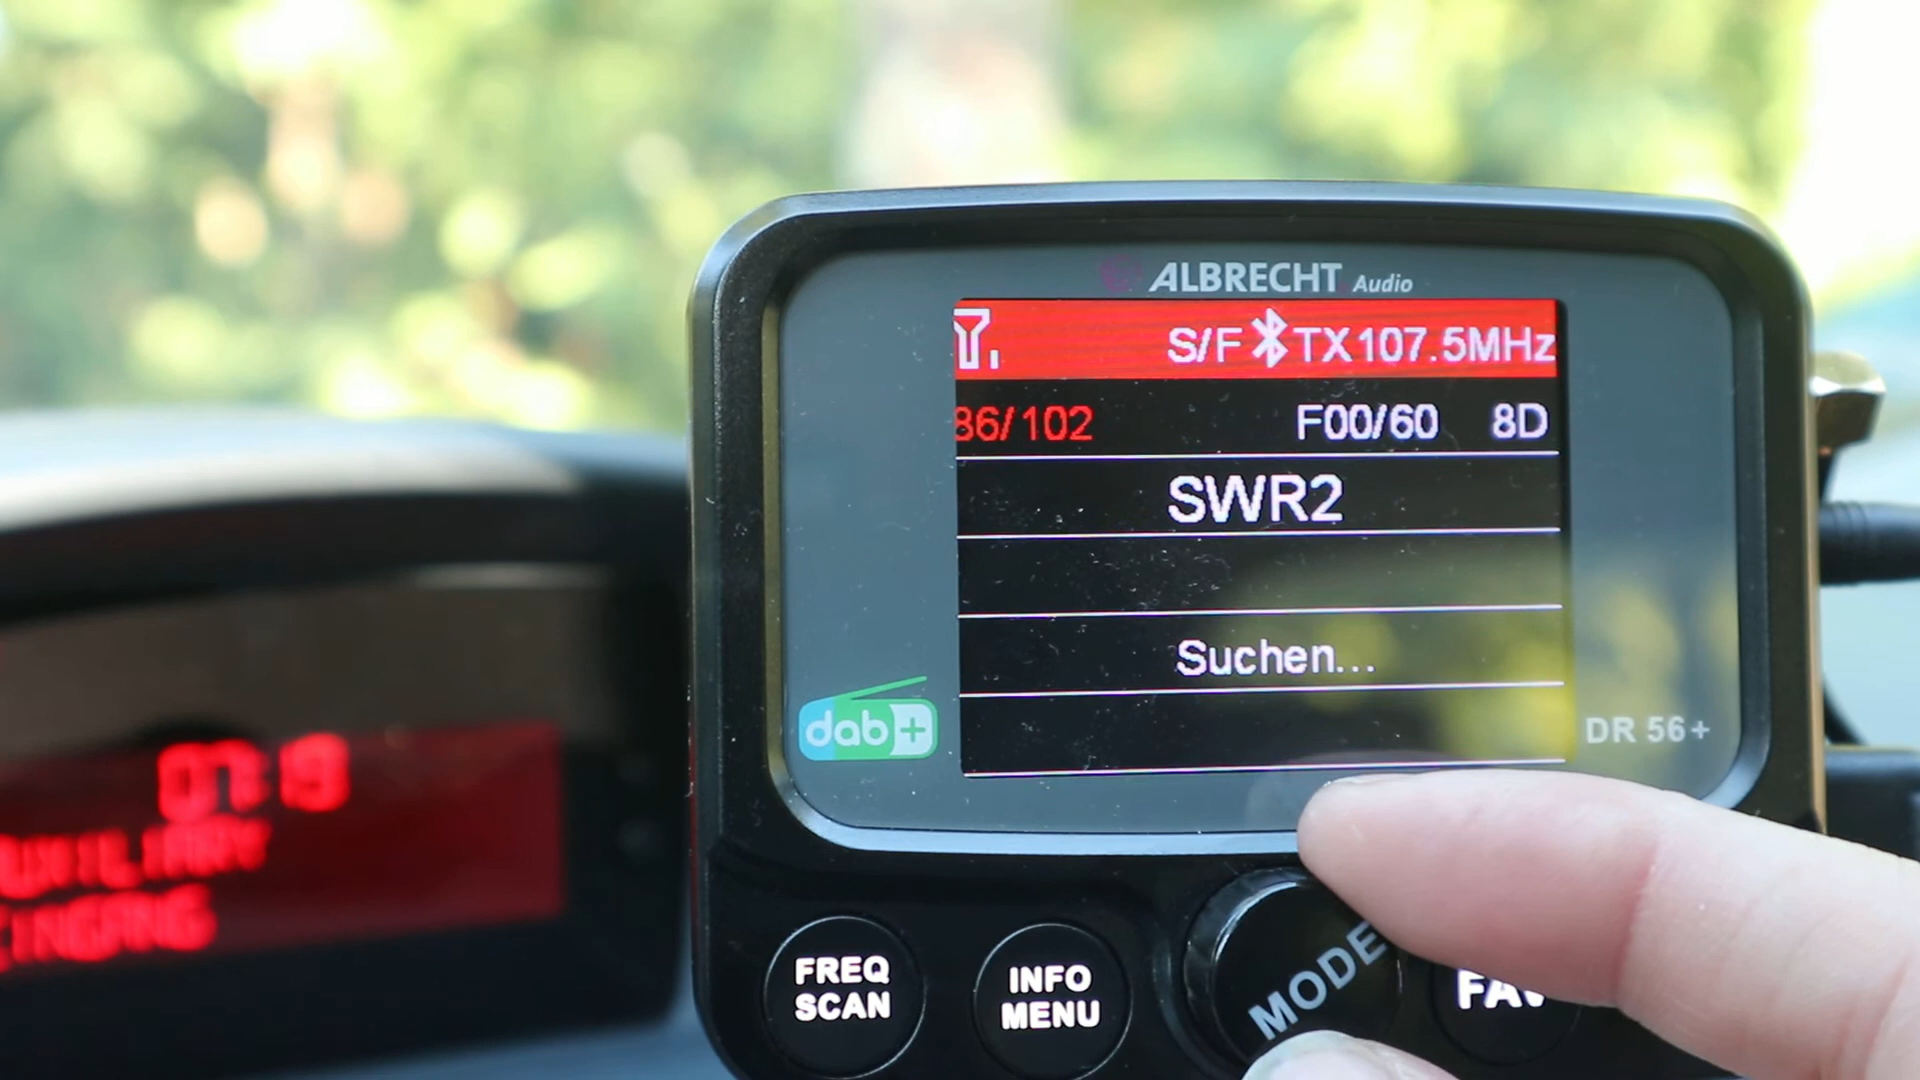 ALBRECHT Audio
S/F TX107.5MHz
86/102 F00/60 8D
SWR2
Suchen...
dab+
DR 56+
FREQ
SCAN
INFO
MENU
MODE
FAV